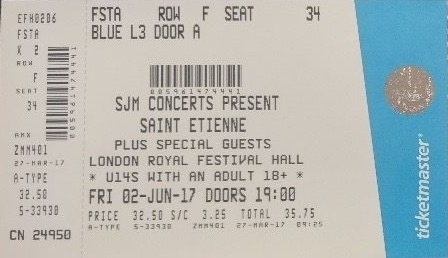 EFH0206
FSTA
X 2
ROW
F
SEAT
34
AMX
ZMM401
27-MAR-17
A-TYPE
32.50
S-33930
CN 24950
FSTA ROW F SEAT 34
BLUE L3 DOOR A
005961474441
SJM CONCERTS PRESENT
SAINT ETIENNE
PLUS SPECIAL GUESTS
LONDON ROYAL FESTIVAL HALL
* U14S WITH AN ADULT 18+ *
FRI 02-JUN-17 DOORS 19:00
PRICE 32.50 S/C 3.25 TOTAL 35.75
A-TYPE S-33930 ZMM401 27-MAR-17 09:25
ticketmaster